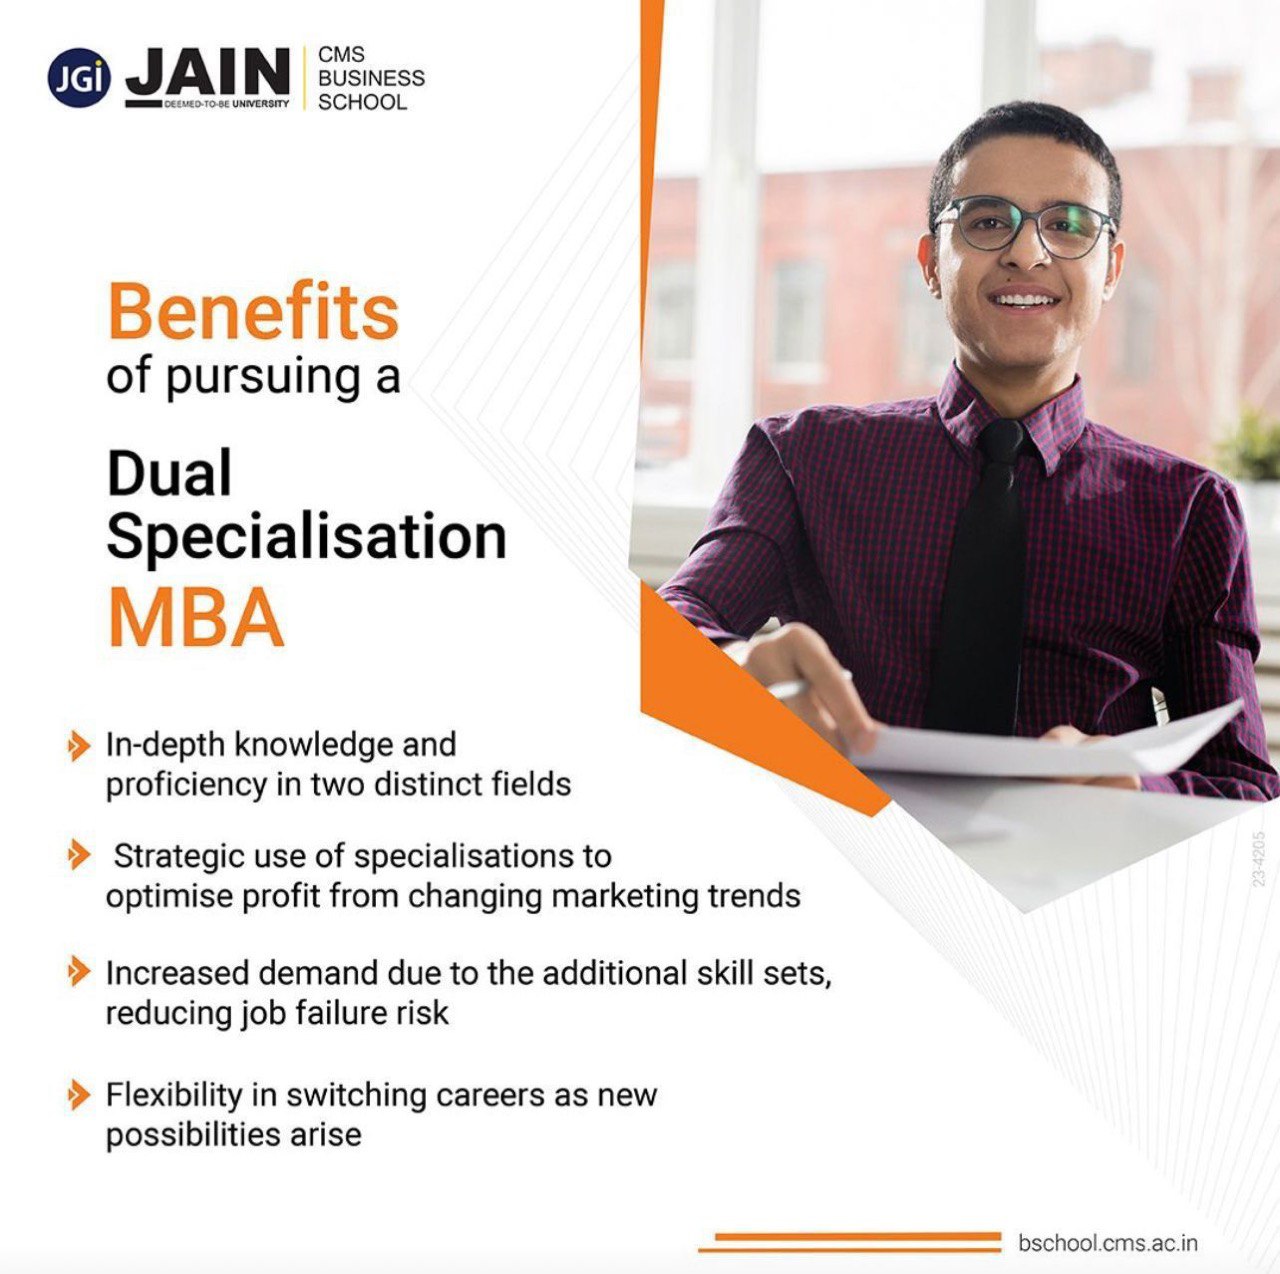 JGi JAIN
DEEMED-TO-BE UNIVERSITY
CMS
BUSINESS
SCHOOL
Benefits
of pursuing a
Dual
Specialisation
MBA
In-depth knowledge and
proficiency in two distinct fields
Strategic use of specialisations to
optimise profit from changing marketing trends
Increased demand due to the additional skill sets,
reducing job failure risk
Flexibility in switching careers as new
possibilities arise
23-4205
bschool.cms.ac.in